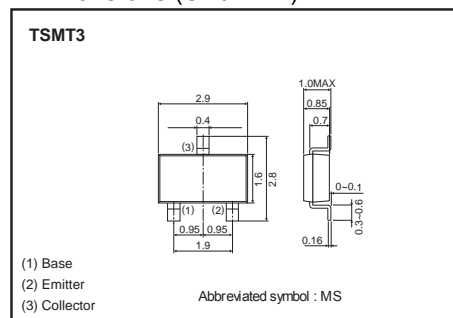 TSMT3
1.0MAX
2.9
0.85
0.4
0.7
(3)
1.6
2.8
0~0.1
(1)
(2)
0.3~0.6
0.95
0.95
0.16
1.9
(1) Base
(2) Emitter
(3) Collector
Abbreviated symbol : MS